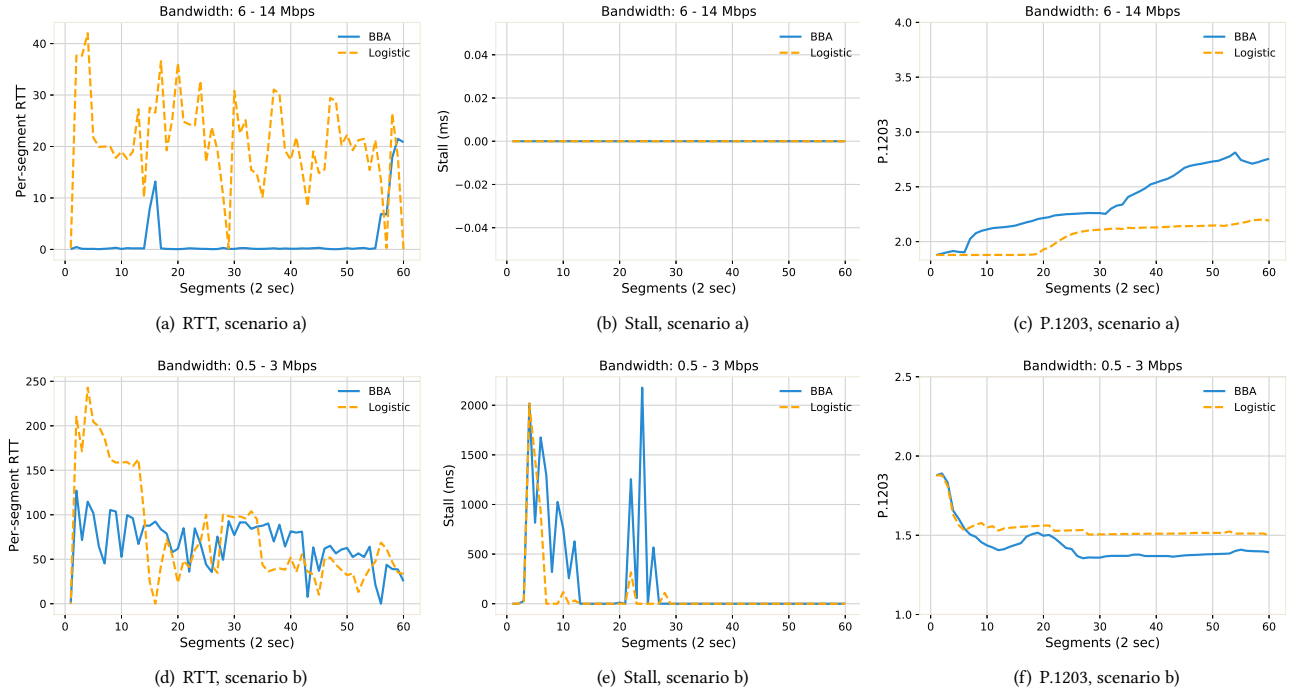 Bandwidth: 6 - 14 Mbps
Per-segment RTT
40
30
20
10
0
BBA
Logistic
0 10 20 30 40 50 60
Segments (2 sec)
(a) RTT, scenario a)
Bandwidth: 6 - 14 Mbps
Stall (ms)
0.04
0.02
0.00
−0.02
−0.04
BBA
Logistic
0 10 20 30 40 50 60
Segments (2 sec)
(b) Stall, scenario a)
Bandwidth: 6 - 14 Mbps
P.1203
4.0
3.5
3.0
2.5
2.0
BBA
Logistic
0 10 20 30 40 50 60
Segments (2 sec)
(c) P.1203, scenario a)
Bandwidth: 0.5 - 3 Mbps
Per-segment RTT
250
200
150
100
50
0
BBA
Logistic
0 10 20 30 40 50 60
Segments (2 sec)
(d) RTT, scenario b)
Bandwidth: 0.5 - 3 Mbps
Stall (ms)
2000
1500
1000
500
0
BBA
Logistic
0 10 20 30 40 50 60
Segments (2 sec)
(e) Stall, scenario b)
Bandwidth: 0.5 - 3 Mbps
P.1203
2.5
2.0
1.5
1.0
BBA
Logistic
0 10 20 30 40 50 60
Segments (2 sec)
(f) P.1203, scenario b)